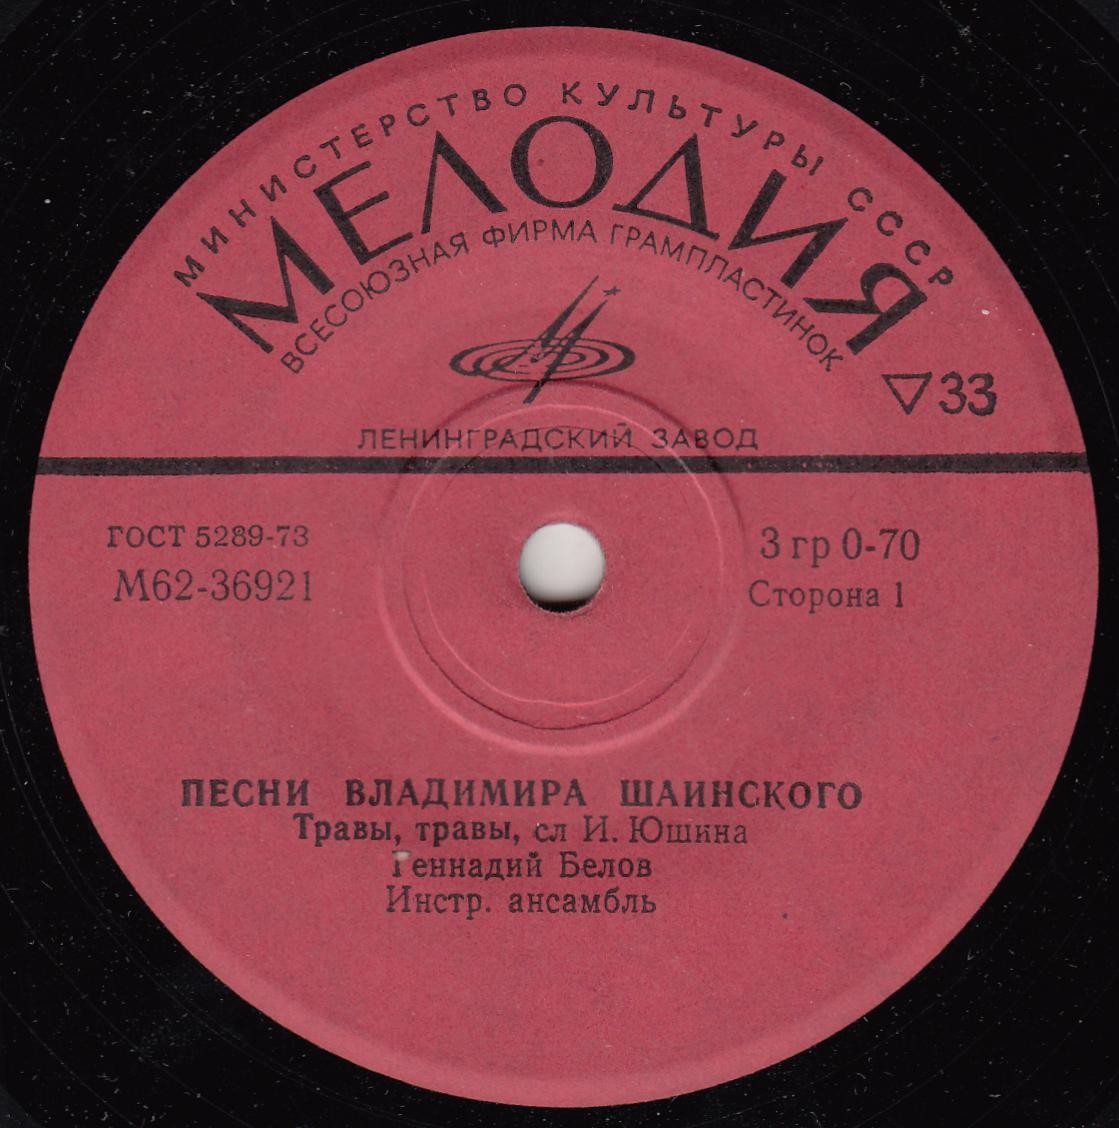 МИНИСТЕРСТВО КУЛЬТУРЫ СССР
МЕЛОДИЯ
ВСЕСОЮЗНАЯ ФИРМА ГРАМПЛАСТИНОК
▽33
ЛЕНИНГРАДСКИЙ ЗАВОД
ГОСТ 5289-73
М62-36921
3 гр 0-70
Сторона 1
ПЕСНИ ВЛАДИМИРА ШАИНСКОГО
Травы, травы, сл И. Юшина
Геннадий Белов
Инстр. ансамбль